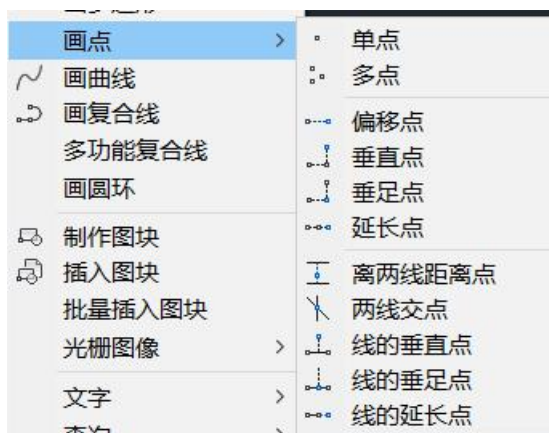 画点
画曲线
画复合线
多功能复合线
画圆环
制作图块
插入图块
批量插入图块
光栅图像
文字
单点
多点
偏移点
垂直点
垂足点
延长点
离两线距离点
两线交点
线的垂直点
线的垂足点
线的延长点